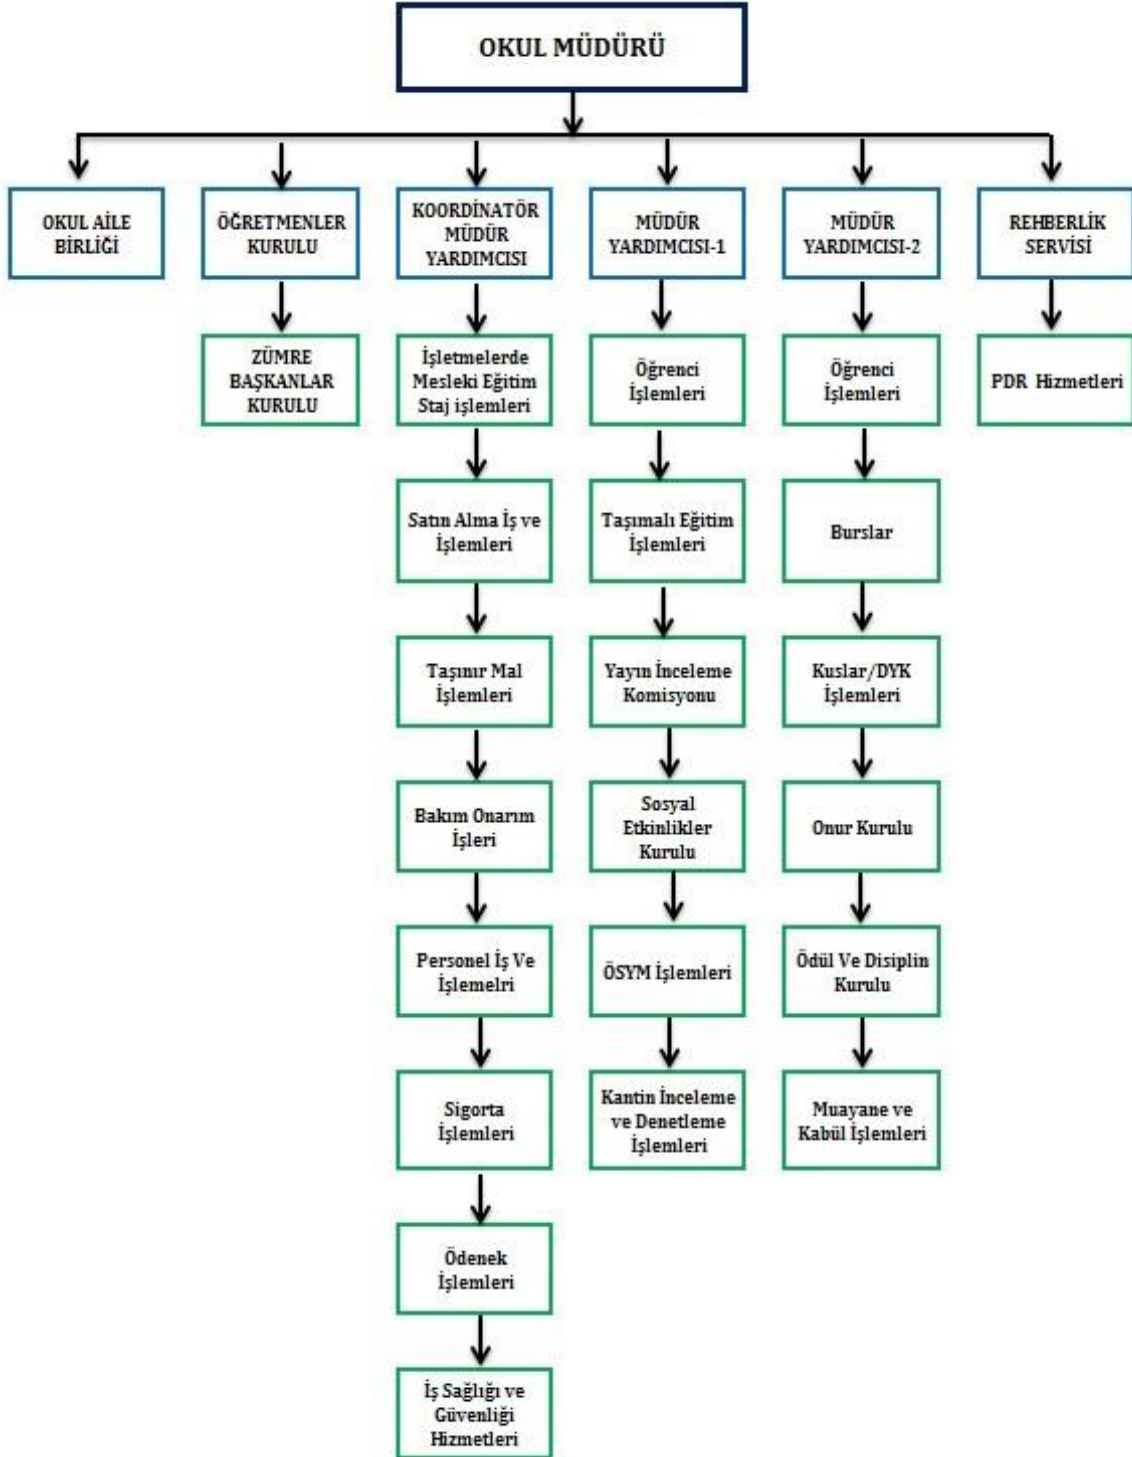 OKUL MÜDÜRÜ
OKUL AİLE
BİRLİĞİ
ÖĞRETMENLER
KURULU
KOORDİNATÖR
MÜDÜR
YARDIMCISI
MÜDÜR
YARDIMCISI-1
MÜDÜR
YARDIMCISI-2
REHBERLİK
SERVİSİ
ZÜMRE
BAŞKANLAR
KURULU
İşletmelerde
Mesleki Eğitim
Staj işlemleri
Öğrenci
İşlemleri
Öğrenci
İşlemleri
PDR Hizmetleri
Satın Alma İş ve
İşlemleri
Taşımalı Eğitim
İşlemleri
Burslar
Taşınır Mal
İşlemleri
Yayın İnceleme
Komisyonu
Kuslar/DYK
İşlemleri
Bakım Onarım
İşleri
Sosyal
Etkinlikler
Kurulu
Onur Kurulu
Personel İş Ve
İşlemelri
ÖSYM İşlemleri
Ödül Ve Disiplin
Kurulu
Sigorta
İşlemleri
Kantin İnceleme
ve Denetleme
İşlemleri
Muayane ve
Kabül İşlemleri
Ödenek
İşlemleri
İş Sağlığı ve
Güvenliği
Hizmetleri